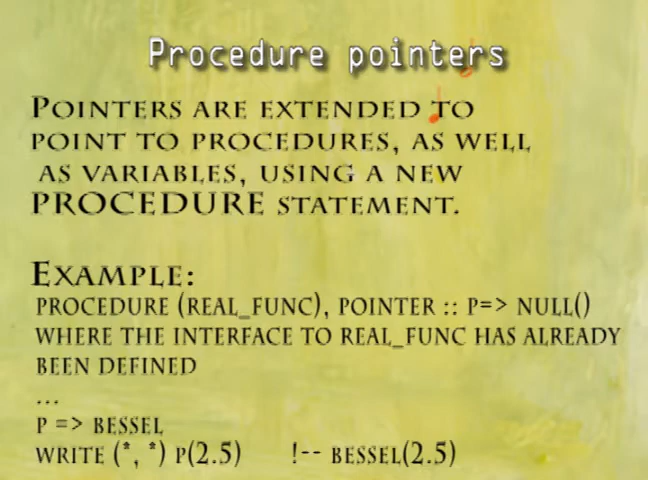 Procedure pointers
POINTERS ARE EXTENDED TO
POINT TO PROCEDURES, AS WELL
AS VARIABLES, USING A NEW
PROCEDURE STATEMENT.
EXAMPLE:
PROCEDURE (REAL_FUNC), POINTER :: P=> NULL()
WHERE THE INTERFACE TO REAL_FUNC HAS ALREADY
BEEN DEFINED
...
P => BESSEL
WRITE (*, *) P(2.5) !-- BESSEL(2.5)